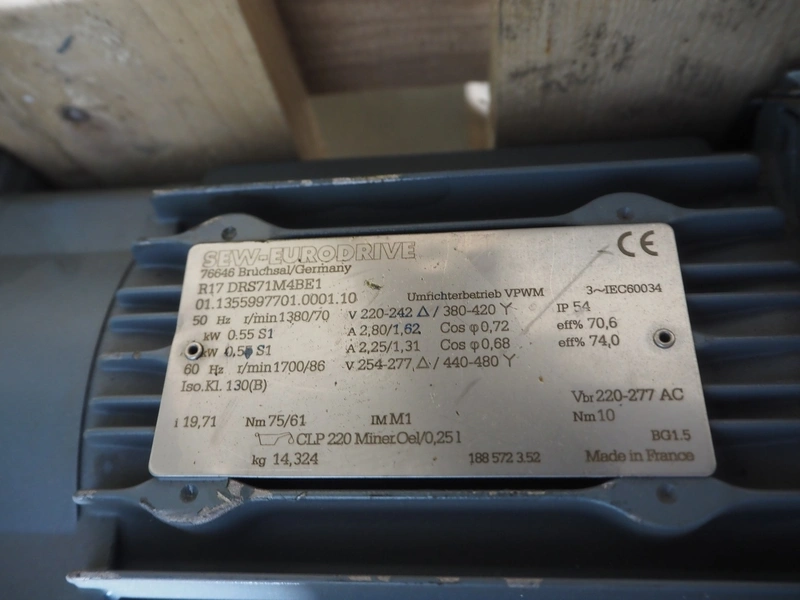 SEW-EURODRIVE CE
76646 Bruchsal/Germany
R17 DRS71M4BE1
01.1355997701.0001.10 Umrichterbetrieb VPWM 3~IEC60034
50 Hz r/min 1380/70 V 220-242 △ / 380-420 Y IP 54
kW 0.55 S1 A 2,80/1,62 Cos φ 0,72 eff% 70,6
kW 0,55 S1 A 2,25/1,31 Cos φ 0,68 eff% 74,0
60 Hz r/min 1700/86 V 254-277 △ / 440-480 Y
Iso.Kl. 130(B) Vbr 220-277 AC
i 19,71 Nm 75/61 IM M1 Nm 10
CLP 220 Miner.Oel/0,25 l BG1.5
kg 14,324 188 572 3.52 Made in France